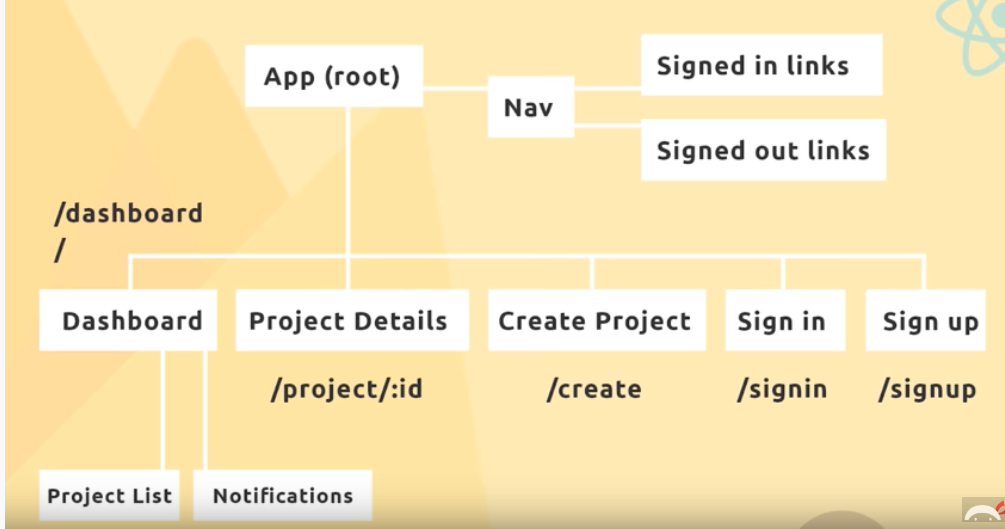 App (root)
Nav
Signed in links
Signed out links
/dashboard
/
Dashboard
Project Details
Create Project
Sign in
Sign up
/project/:id
/create
/signin
/signup
Project List
Notifications